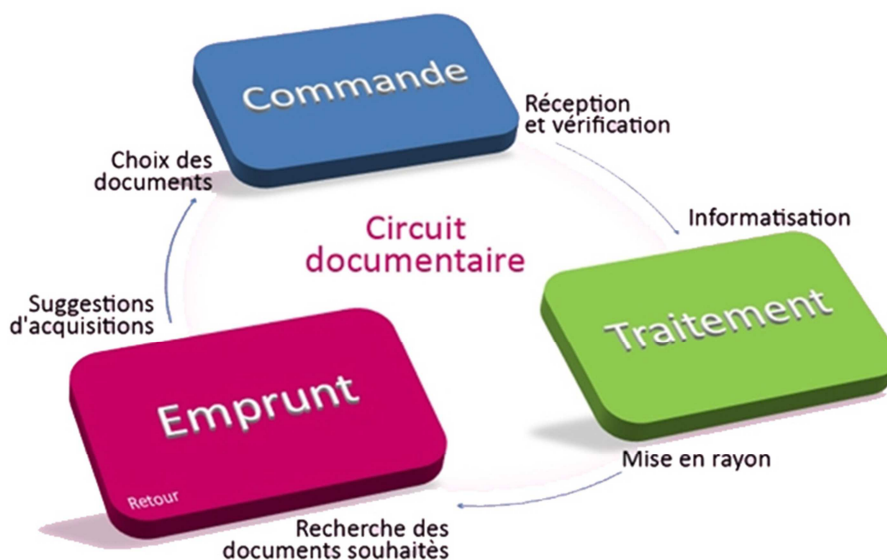 Commande
Réception
et vérification
Choix des
documents
Informatisation
Circuit
documentaire
Traitement
Suggestions
d'acquisitions
Emprunt
Retour
Mise en rayon
Recherche des
documents souhaitès